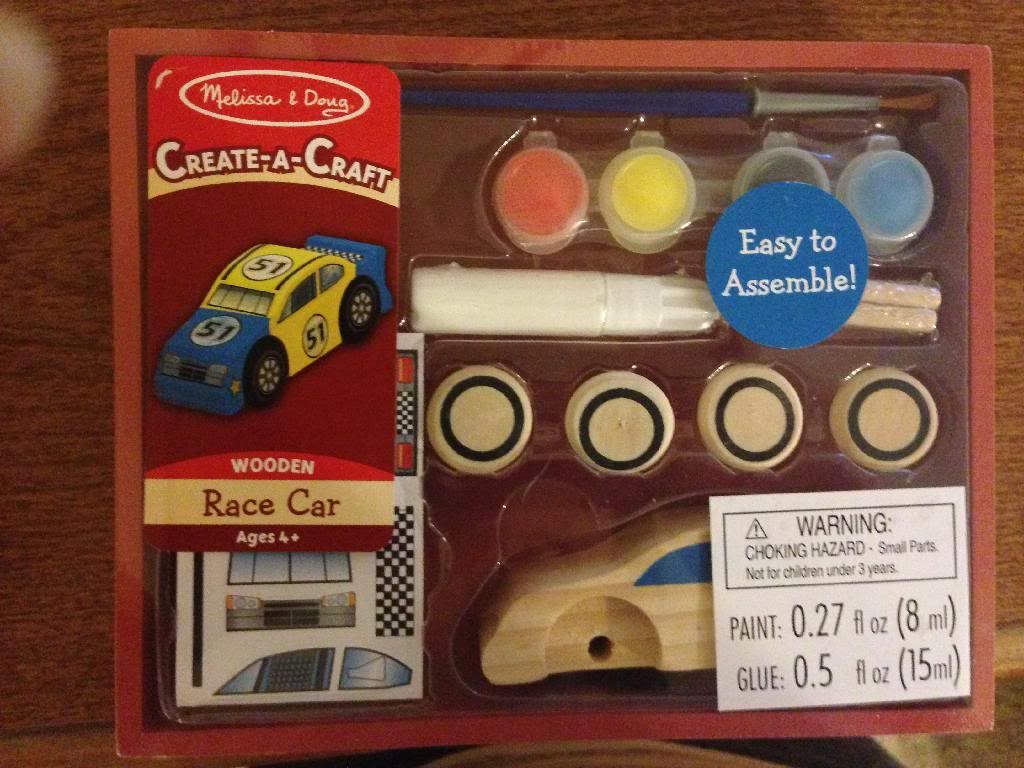 Melissa & Doug
CREATE-A-CRAFT
51
51
51
WOODEN
Race Car
Ages 4+
Easy to
Assemble!
WARNING:
CHOKING HAZARD - Small Parts.
Not for children under 3 years.
PAINT: 0.27 fl oz (8 ml)
GLUE: 0.5 fl oz (15ml)